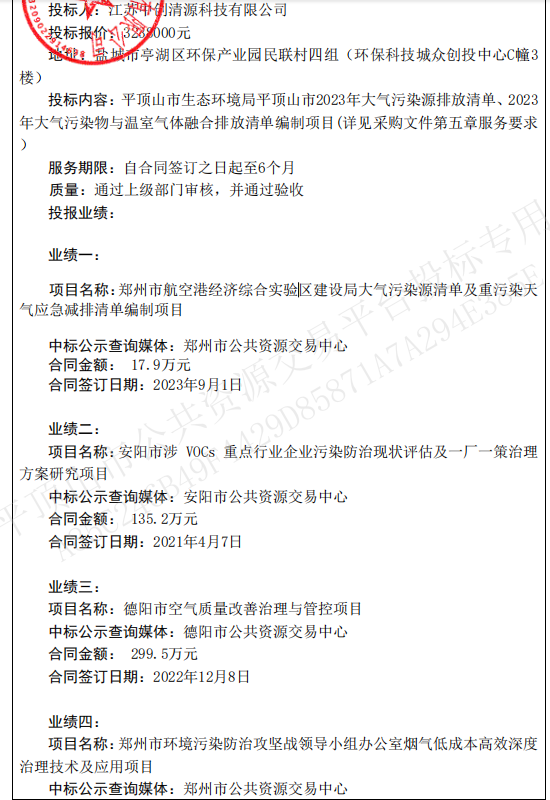 投标人：江苏中创清源科技有限公司
投标报价：3238000元
地址：盐城市亭湖区环保产业园民联村四组（环保科技城众创投中心C幢3
楼）
投标内容：平顶山市生态环境局平顶山市2023年大气污染源排放清单、2023
年大气污染物与温室气体融合排放清单编制项目(详见采购文件第五章服务要求
）
服务期限：自合同签订之日起至6个月
质量：通过上级部门审核，并通过验收
投报业绩：
业绩一：
项目名称：郑州市航空港经济综合实验区建设局大气污染源清单及重污染天
气应急减排清单编制项目
中标公示查询媒体：郑州市公共资源交易中心
合同金额： 17.9万元
合同签订日期：2023年9月1日
业绩二：
项目名称：安阳市涉 VOCs 重点行业企业污染防治现状评估及一厂一策治理
方案研究项目
中标公示查询媒体：安阳市公共资源交易中心
合同金额： 135.2万元
合同签订日期：2021年4月7日
业绩三：
项目名称：德阳市空气质量改善治理与管控项目
中标公示查询媒体：德阳市公共资源交易中心
合同金额： 299.5万元
合同签订日期：2022年12月8日
业绩四：
项目名称：郑州市环境污染防治攻坚战领导小组办公室烟气低成本高效深度
治理技术及应用项目
中标公示查询媒体：郑州市公共资源交易中心
平顶山市公共资源交易平台投标专用